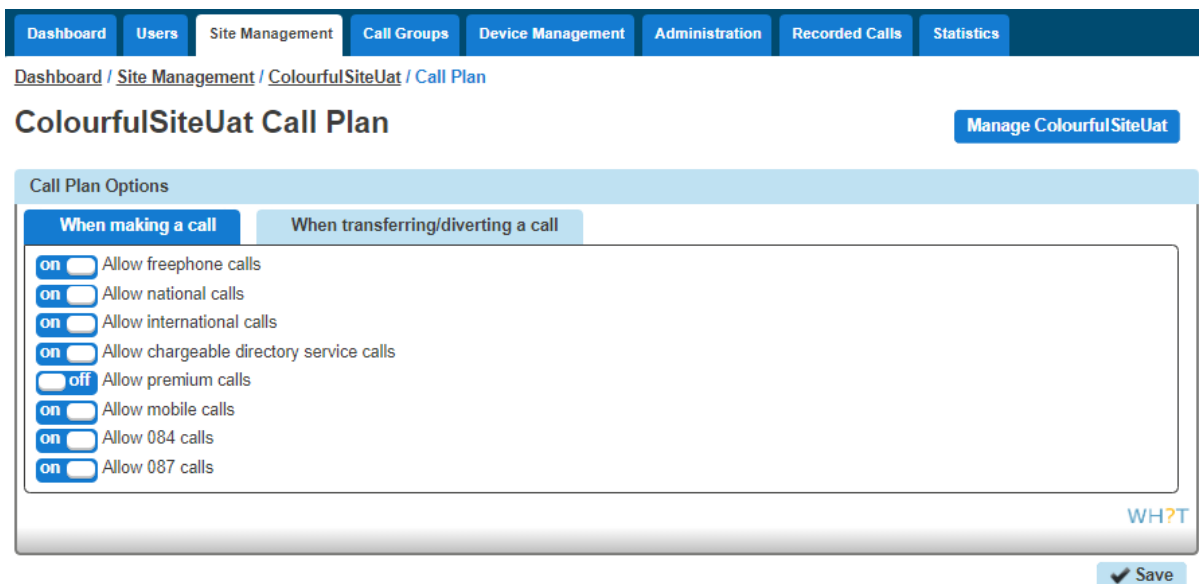 Dashboard Users Site Management Call Groups Device Management Administration Recorded Calls Statistics
Dashboard / Site Management / ColourfulSiteUat / Call Plan
ColourfulSiteUat Call Plan
Manage ColourfulSiteUat
Call Plan Options
When making a call When transferring/diverting a call
on Allow freephone calls
on Allow national calls
on Allow international calls
on Allow chargeable directory service calls
off Allow premium calls
on Allow mobile calls
on Allow 084 calls
on Allow 087 calls
WH?T
Save